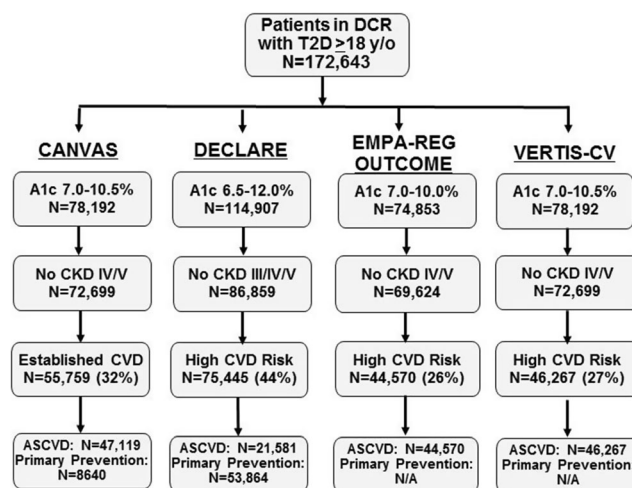 Patients in DCR
with T2D >18 y/o
N=172,643
CANVAS
DECLARE
EMPA-REG
OUTCOME
VERTIS-CV
A1c 7.0-10.5%
N=78,192
A1c 6.5-12.0%
N=114,907
A1c 7.0-10.0%
N=74,853
A1c 7.0-10.5%
N=78,192
No CKD IV/V
N=72,699
No CKD III/IV/V
N=86,859
No CKD IV/V
N=69,624
No CKD IV/V
N=72,699
Established CVD
N=55,759 (32%)
High CVD Risk
N=75,445 (44%)
High CVD Risk
N=44,570 (26%)
High CVD Risk
N=46,267 (27%)
ASCVD: N=47,119
Primary Prevention:
N=8640
ASCVD: N=21,581
Primary Prevention:
N=53,864
ASCVD: N=44,570
Primary Prevention:
N/A
ASCVD: N=46,267
Primary Prevention:
N/A